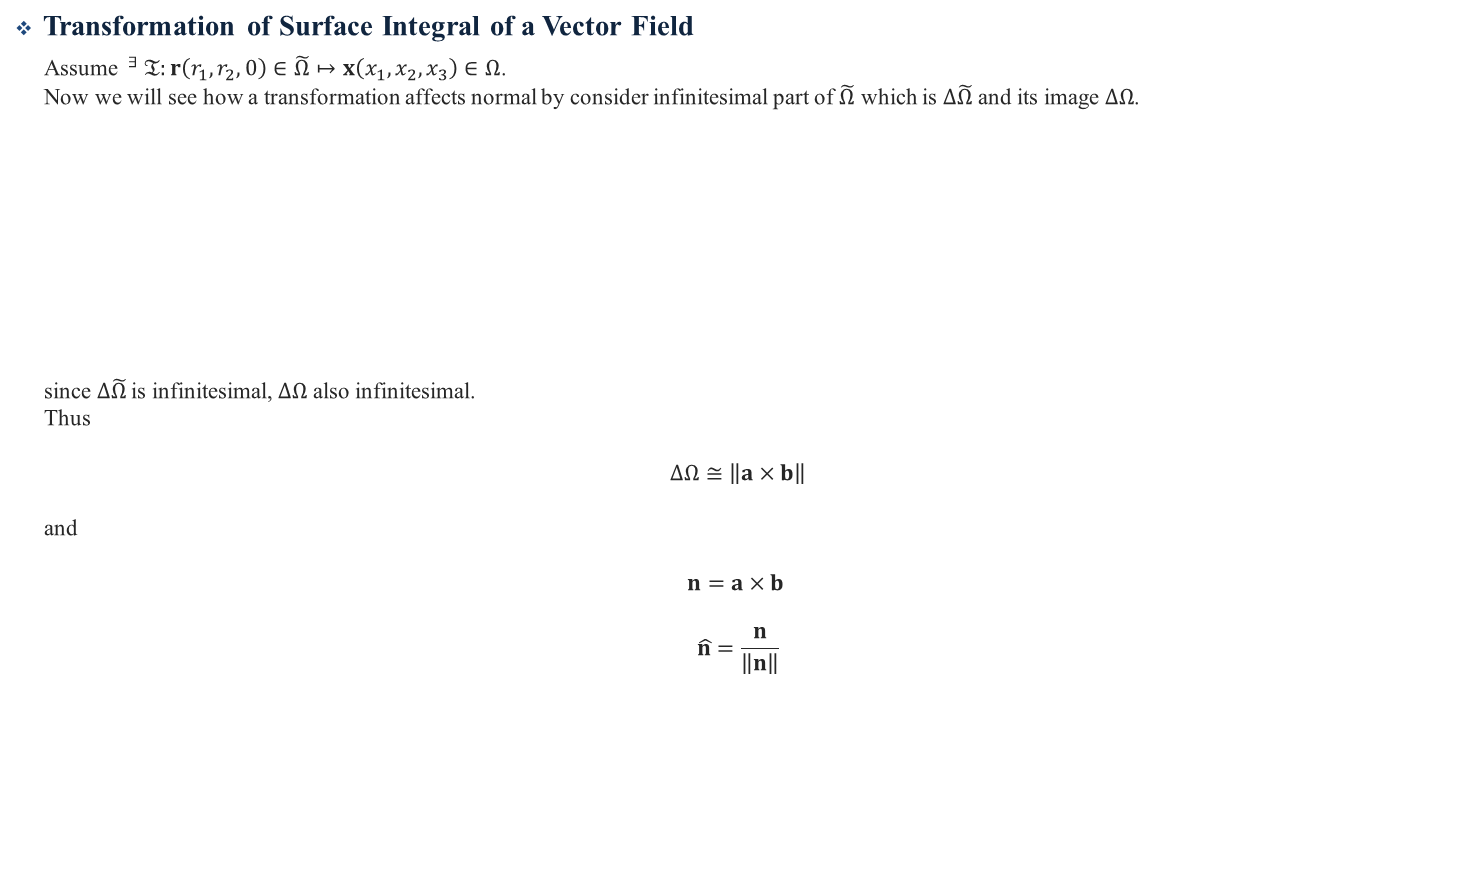 ❖ Transformation of Surface Integral of a Vector Field
Assume ∃ 𝔗: 𝐫(r₁, r₂, 0) ∈ Ω̃ ↦ 𝐱(x₁, x₂, x₃) ∈ Ω.
Now we will see how a transformation affects normal by consider infinitesimal part of Ω̃ which is ΔΩ̃ and its image ΔΩ.
since ΔΩ̃ is infinitesimal, ΔΩ also infinitesimal.
Thus
ΔΩ ≅ ‖𝐚 × 𝐛‖
and
𝐧 = 𝐚 × 𝐛
𝐧̂ = 𝐧 / ‖𝐧‖